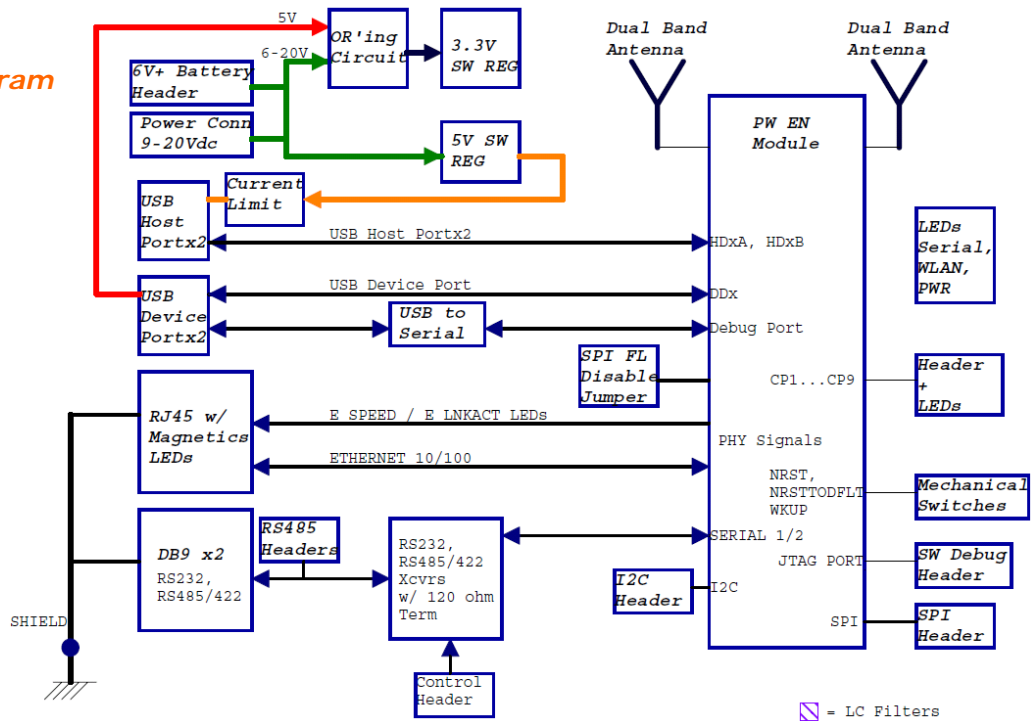 ram
5V
6-20V
OR'ing
Circuit
3.3V
SW REG
6V+ Battery
Header
Power Conn
9-20Vdc
5V SW
REG
Current
Limit
USB
Host
Portx2
USB Host Portx2
USB
Device
Portx2
USB Device Port
USB to
Serial
Dual Band
Antenna
Dual Band
Antenna
PW EN
Module
HDxA, HDxB
DDx
Debug Port
CP1...CP9
PHY Signals
NRST,
NRSTTODFLT
WKUP
SERIAL 1/2
JTAG PORT
I2C
SPI
LEDs
Serial,
WLAN,
PWR
SPI FL
Disable
Jumper
Header
+
LEDs
RJ45 w/
Magnetics
LEDs
E SPEED / E LNKACT LEDs
ETHERNET 10/100
Mechanical
Switches
DB9 x2
RS232,
RS485/422
RS485
Headers
RS232,
RS485/422
Xcvrs
w/ 120 ohm
Term
SW Debug
Header
I2C
Header
SPI
Header
SHIELD
Control
Header
= LC Filters